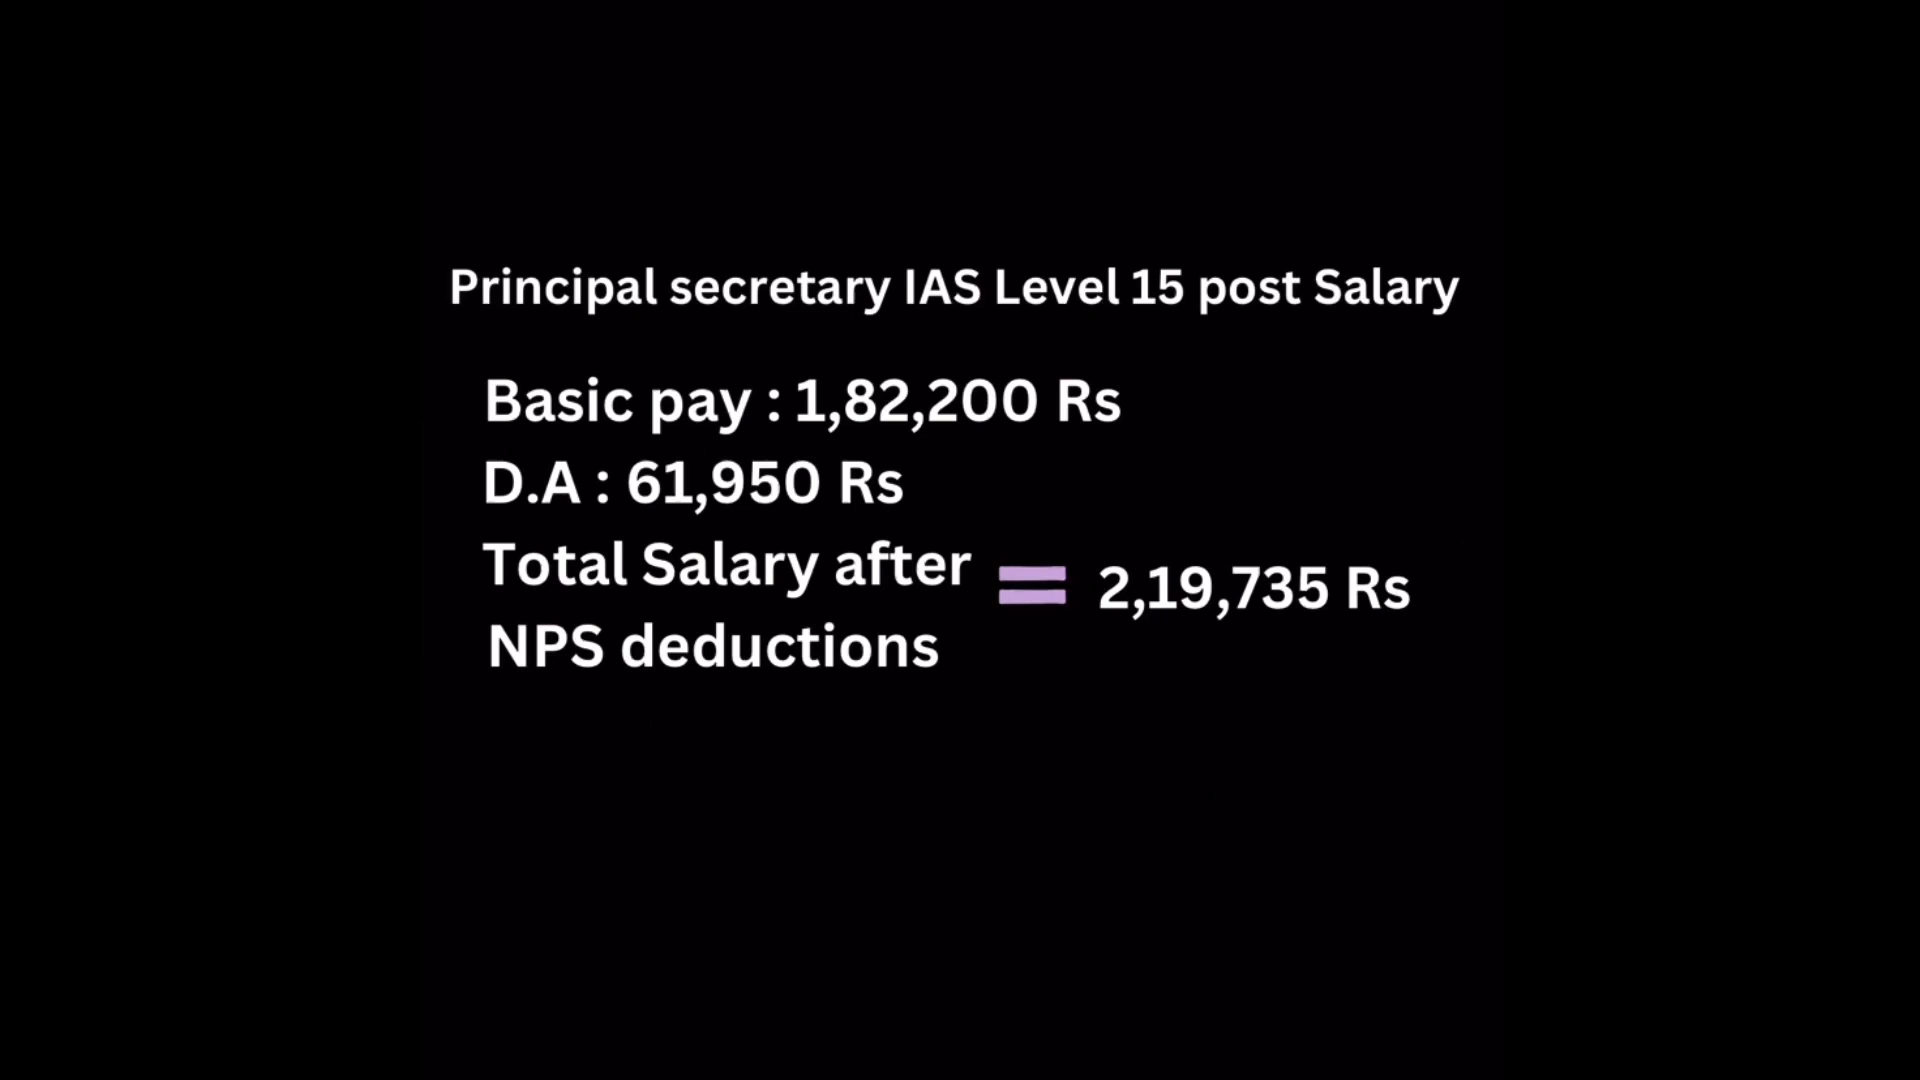 Principal secretary IAS Level 15 post Salary
Basic pay : 1,82,200 Rs
D.A : 61,950 Rs
Total Salary after
NPS deductions
= 2,19,735 Rs